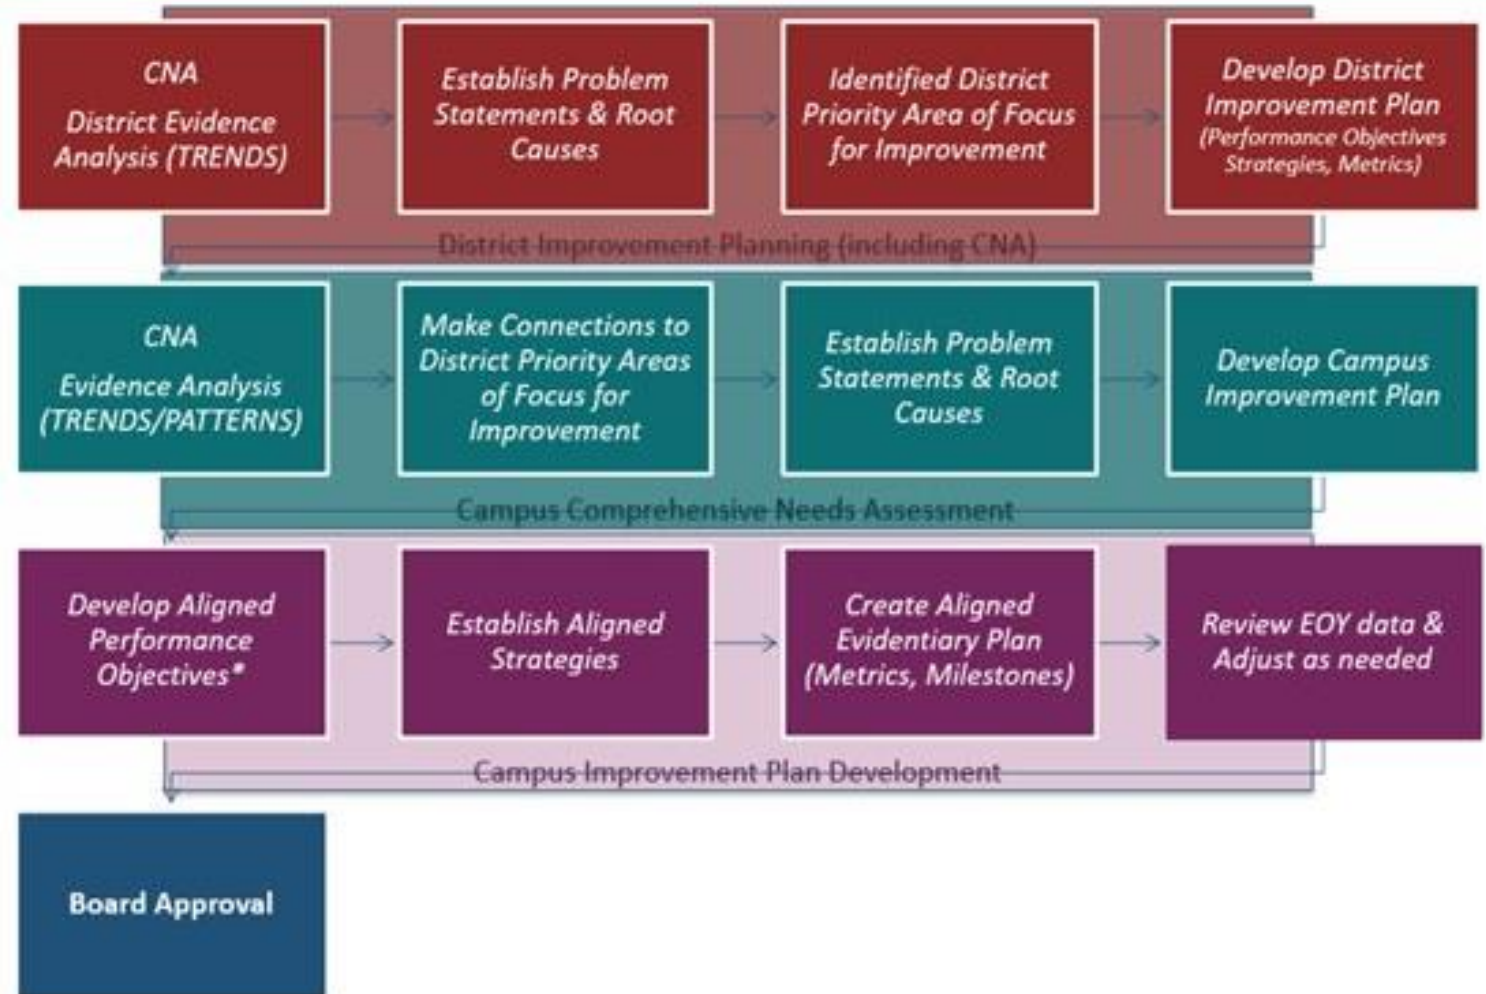 CNA
District Evidence
Analysis (TRENDS)
Establish Problem
Statements & Root
Causes
Identified District
Priority Area of Focus
for Improvement
Develop District
Improvement Plan
(Performance Objectives
Strategies, Metrics)
District Improvement Planning (including CNA)
CNA
Evidence Analysis
(TRENDS/PATTERNS)
Make Connections to
District Priority Areas
of Focus for
Improvement
Establish Problem
Statements & Root
Causes
Develop Campus
Improvement Plan
Campus Comprehensive Needs Assessment
Develop Aligned
Performance
Objectives*
Establish Aligned
Strategies
Create Aligned
Evidentiary Plan
(Metrics, Milestones)
Review EOY data &
Adjust as needed
Campus Improvement Plan Development
Board Approval